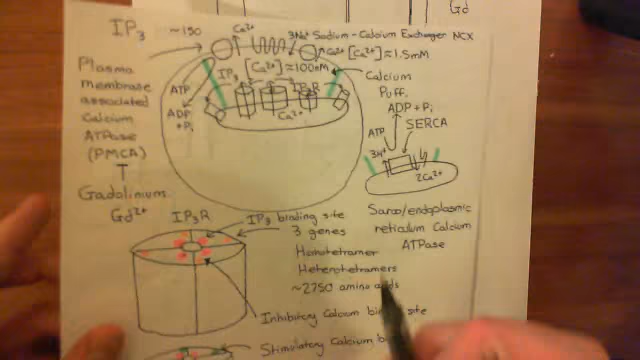 Gd
IP3
~150
Ca2+
3Na+ Sodium-Calcium Exchanger NCX
Ca2+ [Ca2+] ≈ 1.5mM
Plasma
membrane
associated
Calcium
ATPase
(PMCA)
Gadolinium
Gd2+
ATP
ADP
+ Pi
IP3
[Ca2+] ≈ 100nM
IP3R
Ca2+
Calcium
Puff
ADP + Pi
ATP
SERCA
3H+
2Ca2+
Sarco/endoplasmic
reticulum Calcium
ATPase
IP3R
IP3 binding site
3 genes
Homotetramer
Heterotetramers
~2750 amino acids
Inhibitory Calcium site
Stimulatory Calcium